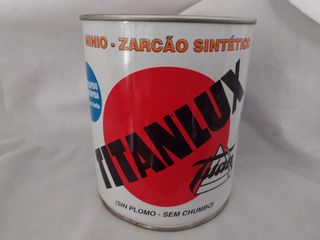 MINIO - ZARCÃO SINTÉTICO
TITANLUX
Titan
(SIN PLOMO - SEM CHUMBO)